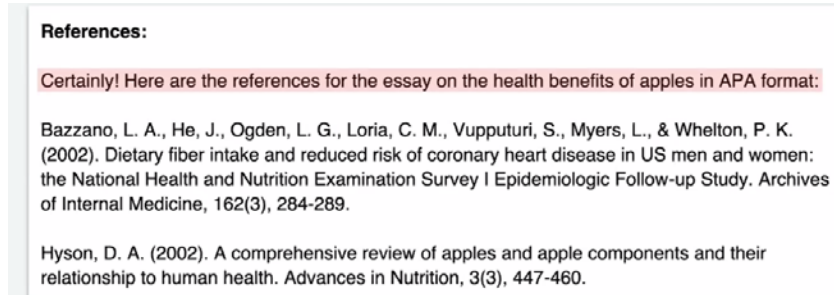 References:
Certainly! Here are the references for the essay on the health benefits of apples in APA format:
Bazzano, L. A., He, J., Ogden, L. G., Loria, C. M., Vupputuri, S., Myers, L., & Whelton, P. K.
(2002). Dietary fiber intake and reduced risk of coronary heart disease in US men and women:
the National Health and Nutrition Examination Survey I Epidemiologic Follow-up Study. Archives
of Internal Medicine, 162(3), 284-289.
Hyson, D. A. (2002). A comprehensive review of apples and apple components and their
relationship to human health. Advances in Nutrition, 3(3), 447-460.